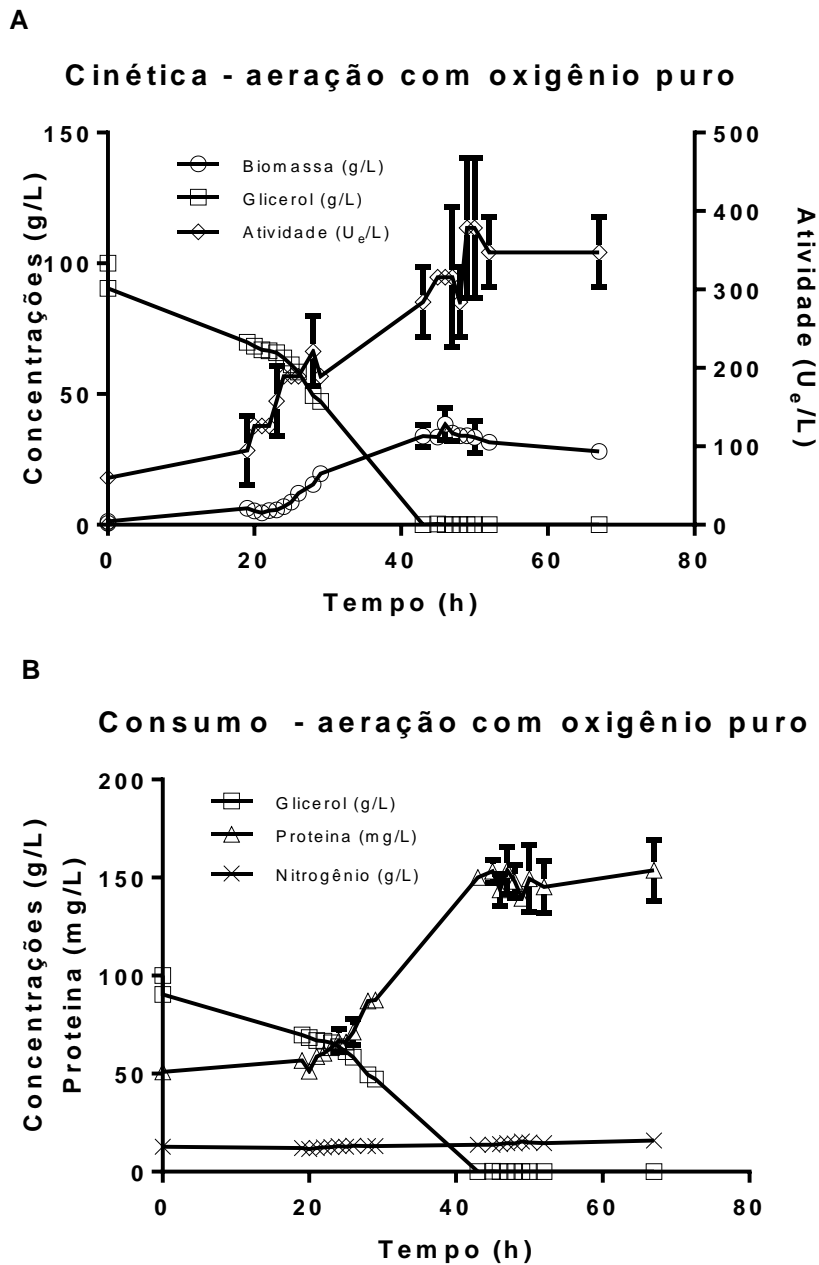 A
Cinética - aeração com oxigênio puro
Biomassa (g/L)
Glicerol (g/L)
Atividade (Ue/L)
Concentrações (g/L)
150
100
50
0
500
400
300
200
100
0
Atividade (Ue/L)
0 20 40 60 80
Tempo (h)
B
Consumo - aeração com oxigênio puro
Glicerol (g/L)
Proteina (mg/L)
Nitrogênio (g/L)
Concentrações (g/L)
Proteina (mg/L)
200
150
100
50
0
0 20 40 60 80
Tempo (h)